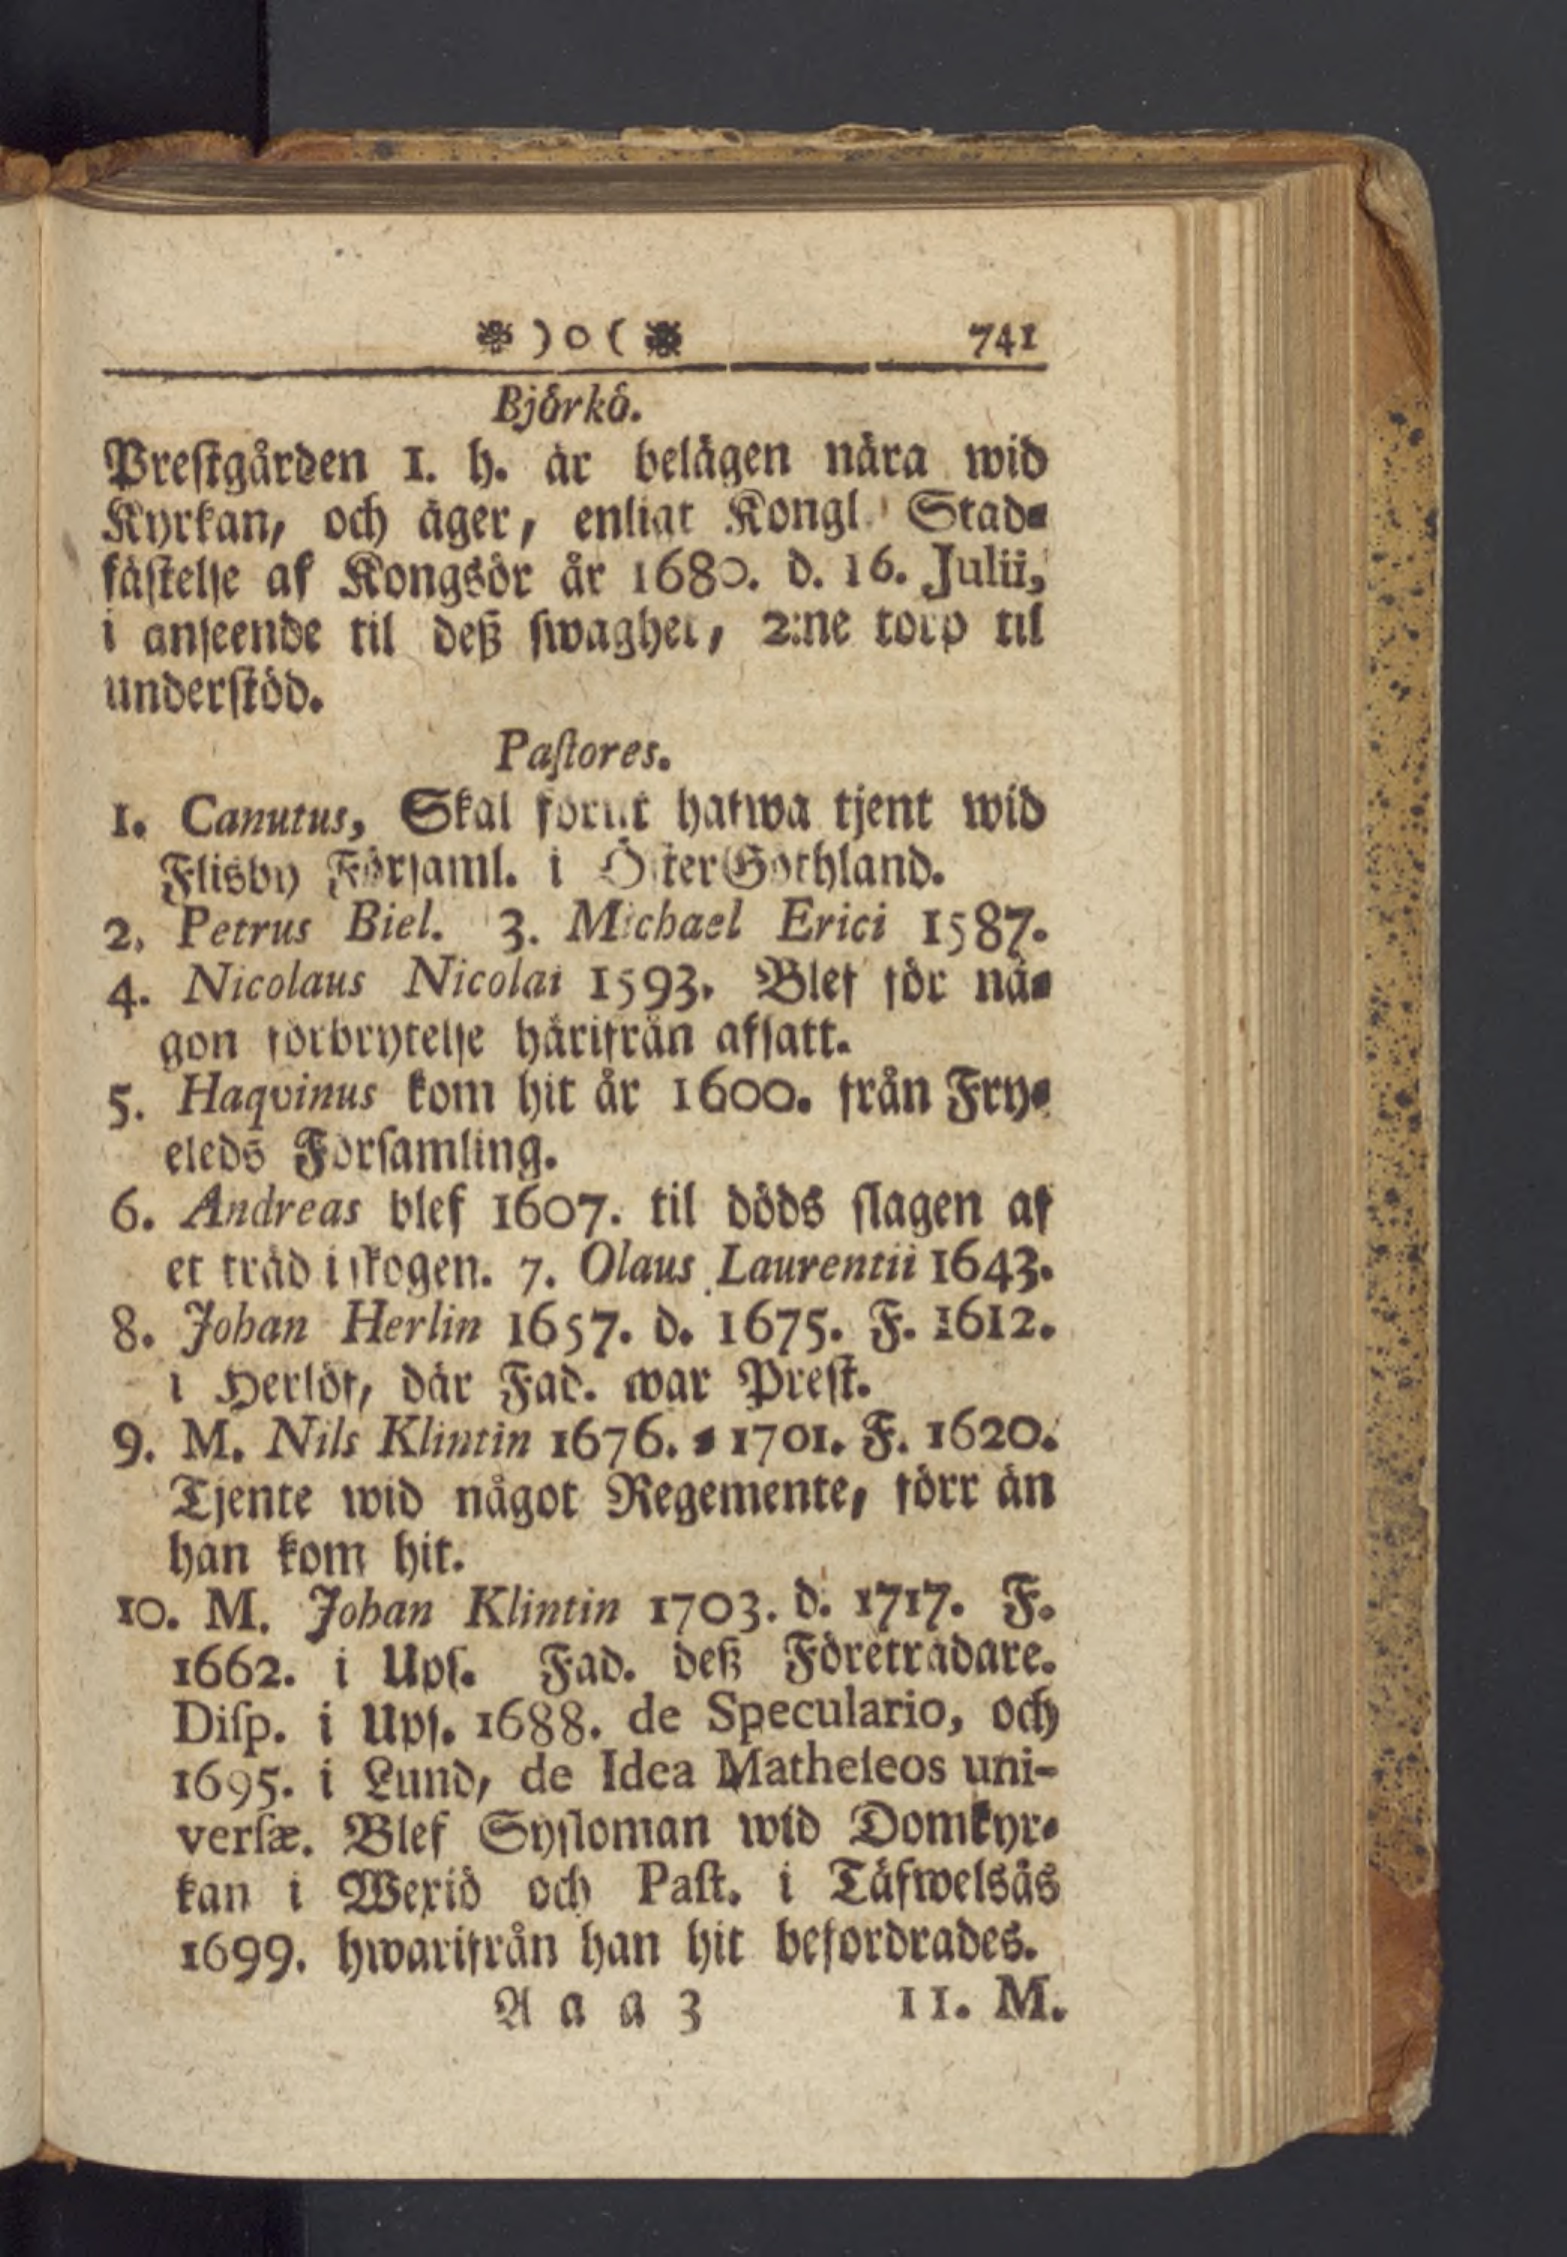 ❋ ) o ( ❋ 741
Björkö.
Preſtgården 1. h. är belägen nära wid
Kyrkan, och äger, enligt Kongl. Stad-
fäſtelſe af Kongsör år 1680. d. 16. Julii,
i anſeende til deß ſwaghet, 2:ne torp til
underſtöd.
Paſtores.
1. Canutus, Skal förut hafwa tjent wid
Flisby Förſaml. i ÖſterGöthland.
2. Petrus Biel. 3. Michael Erici 1587.
4. Nicolaus Nicolai 1593. Blef för nå-
gon förbrytelſe härifrån afſatt.
5. Haqvinus kom hit år 1600. från Fry-
eleds Förſamling.
6. Andreas blef 1607. til döds ſlagen af
et träd i ſkogen. 7. Olaus Laurentii 1643.
8. Johan Herlin 1657. d. 1675. F. 1612.
i Herlöf, där Fad. war Preſt.
9. M. Nils Klintin 1676. - 1701. F. 1620.
Tjente wid något Regemente, förr än
han kom hit.
10. M. Johan Klintin 1703. d. 1717. F.
1662. i Upſ. Fad. deß Företrädare.
Diſp. i Upſ. 1688. de Speculario, och
1695. i Lund, de Idea Matheſeos uni-
verſæ. Blef Syſloman wid Domkyr-
kan i Wexiö och Paſt. i Täfwelsås
1699. hwarifrån han hit befordrades.
A a a 3 11. M.